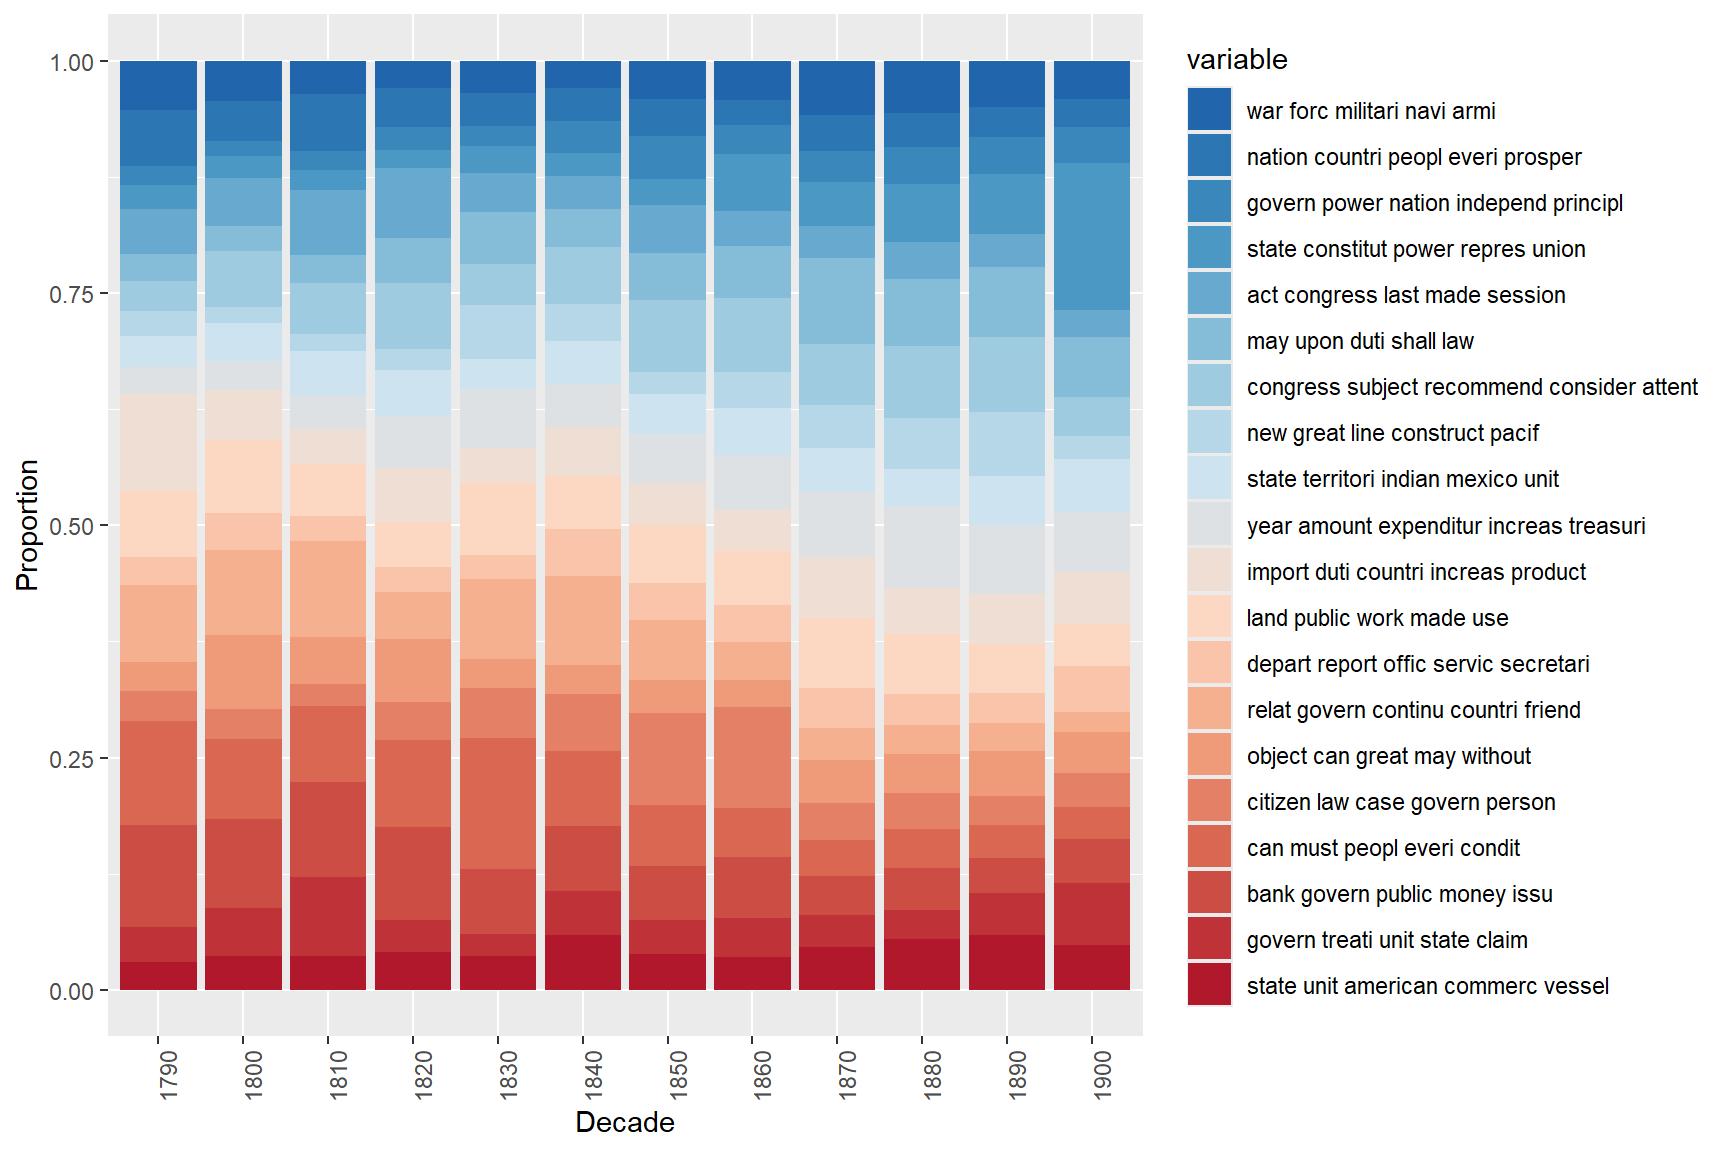 variable
war forc militari navi armi
nation countri peopl everi prosper
govern power nation independ principl
state constitut power repres union
act congress last made session
may upon duti shall law
congress subject recommend consider attent
new great line construct pacif
state territori indian mexico unit
year amount expenditur increas treasuri
import duti countri increas product
land public work made use
depart report offic servic secretari
relat govern continu countri friend
object can great may without
citizen law case govern person
can must peopl everi condit
bank govern public money issu
govern treati unit state claim
state unit american commerc vessel
Proportion
1.00
0.75
0.50
0.25
0.00
1790
1800
1810
1820
1830
1840
1850
1860
1870
1880
1890
1900
Decade